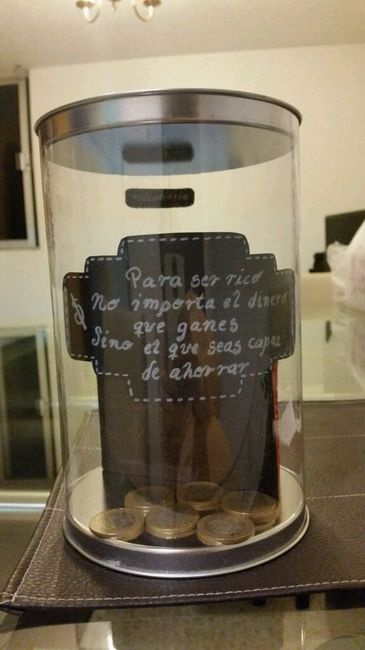 Para ser rico
No importa el dinero
que ganes
Sino el que seas capaz
de ahorrar